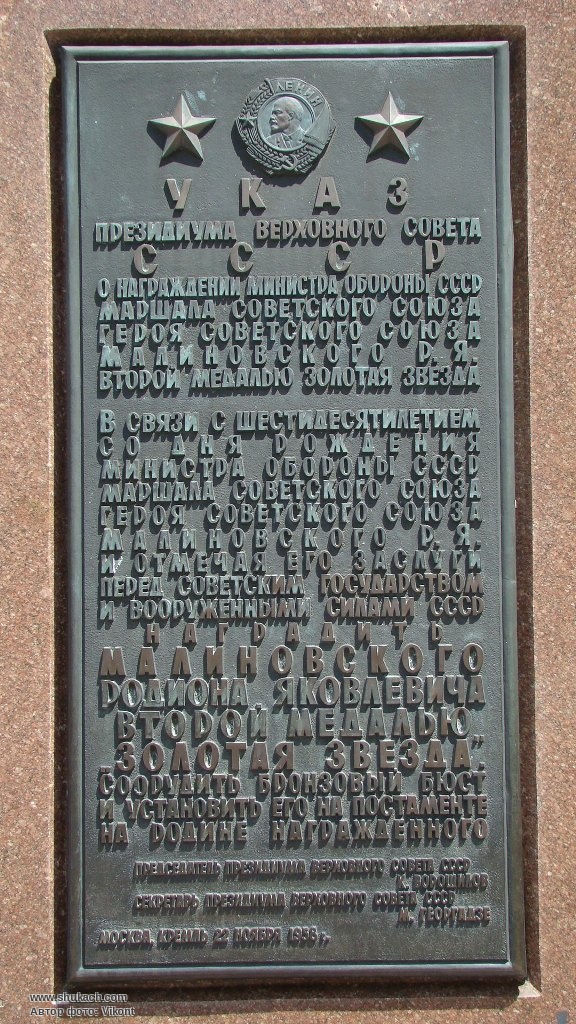 ЛЕНИН
УКАЗ
ПРЕЗИДИУМА ВЕРХОВНОГО СОВЕТА
СССР
О НАГРАЖДЕНИИ МИНИСТРА ОБОРОНЫ СССР
МАРШАЛА СОВЕТСКОГО СОЮЗА
ГЕРОЯ СОВЕТСКОГО СОЮЗА
МАЛИНОВСКОГО Р.Я.
ВТОРОЙ МЕДАЛЬЮ ЗОЛОТАЯ ЗВЕЗДА
В СВЯЗИ С ШЕСТИДЕСЯТИЛЕТИЕМ
СО ДНЯ РОЖДЕНИЯ
МИНИСТРА ОБОРОНЫ СССР
МАРШАЛА СОВЕТСКОГО СОЮЗА
ГЕРОЯ СОВЕТСКОГО СОЮЗА
МАЛИНОВСКОГО Р.Я.
И ОТМЕЧАЯ ЕГО ЗАСЛУГИ
ПЕРЕД СОВЕТСКИМ ГОСУДАРСТВОМ
И ВООРУЖЕННЫМИ СИЛАМИ СССР
НАГРАДИТЬ
МАЛИНОВСКОГО
РОДИОНА ЯКОВЛЕВИЧА
ВТОРОЙ МЕДАЛЬЮ
„ЗОЛОТАЯ ЗВЕЗДА”.
СООРУДИТЬ БРОНЗОВЫЙ БЮСТ
И УСТАНОВИТЬ ЕГО НА ПОСТАМЕНТЕ
НА РОДИНЕ НАГРАЖДЕННОГО
ПРЕДСЕДАТЕЛЬ ПРЕЗИДИУМА ВЕРХОВНОГО СОВЕТА СССР
К. ВОРОШИЛОВ
СЕКРЕТАРЬ ПРЕЗИДИУМА ВЕРХОВНОГО СОВЕТА СССР
М. ГЕОРГАДЗЕ
МОСКВА, КРЕМЛЬ 22 НОЯБРЯ 1958 г.
www.shukach.com
Автор фото: Vikont